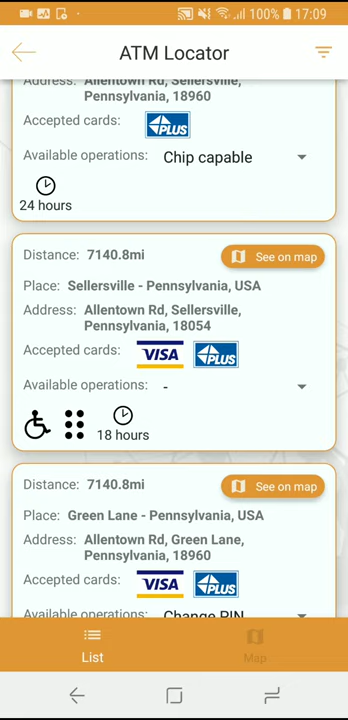 100% 17:09
ATM Locator
Address: Allentown Rd, Sellersville,
Pennsylvania, 18960
Accepted cards: PLUS
Available operations: Chip capable
24 hours
Distance: 7140.8mi See on map
Place: Sellersville - Pennsylvania, USA
Address: Allentown Rd, Sellersville,
Pennsylvania, 18054
Accepted cards: VISA PLUS
Available operations: -
18 hours
Distance: 7140.8mi See on map
Place: Green Lane - Pennsylvania, USA
Address: Allentown Rd, Green Lane,
Pennsylvania, 18960
Accepted cards: VISA PLUS
Available operations: Change PIN
List Map